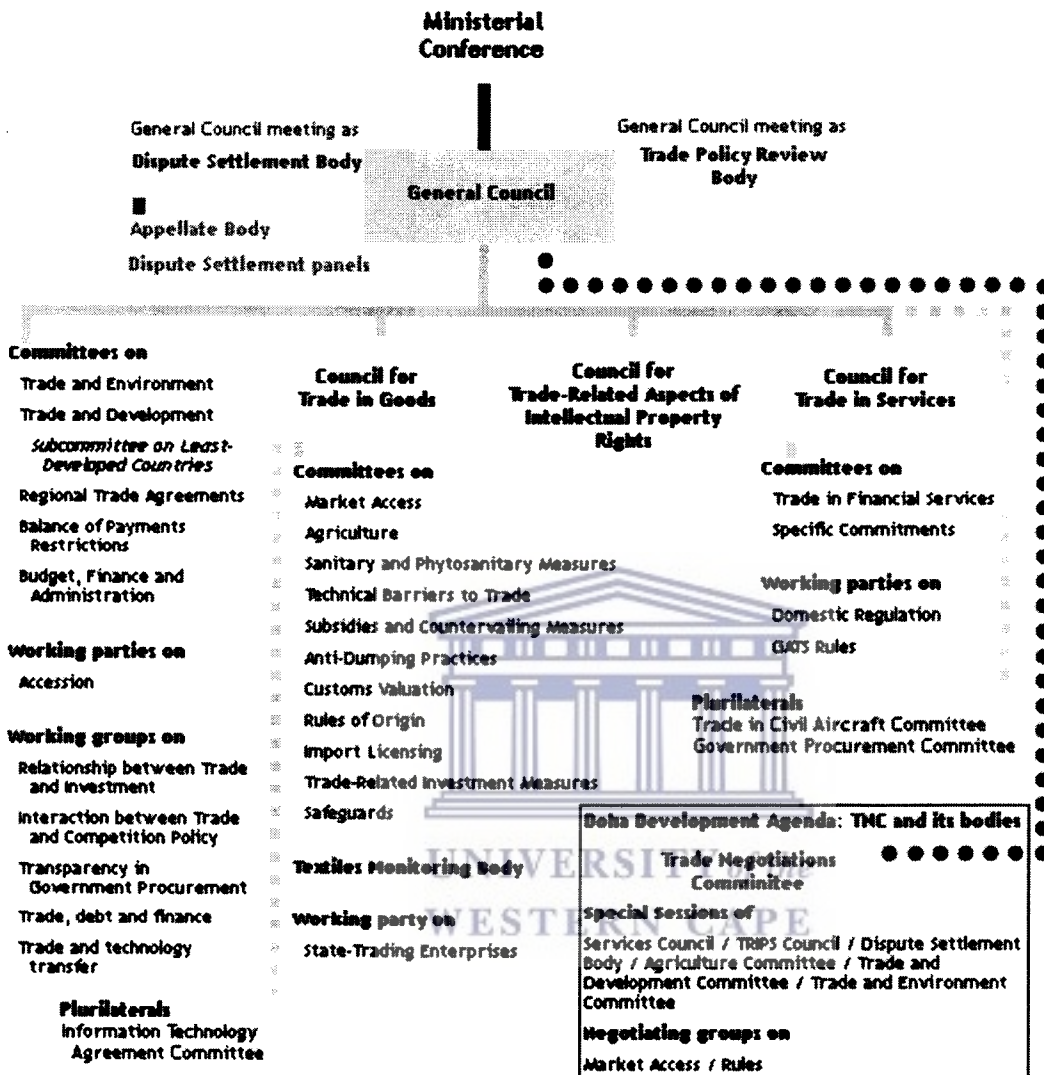 Ministerial
Conference
General Council meeting as
Dispute Settlement Body
Appellate Body
Dispute Settlement panels
General Council
General Council meeting as
Trade Policy Review
Body
Committees on
Trade and Environment
Trade and Development
Subcommittee on Least-
Developed Countries
Regional Trade Agreements
Balance of Payments
Restrictions
Budget, Finance and
Administration
Working parties on
Accession
Working groups on
Relationship between Trade
and Investment
Interaction between Trade
and Competition Policy
Transparency in
Government Procurement
Trade, debt and finance
Trade and technology
transfer
Plurilaterals
Information Technology
Agreement Committee
Council for
Trade in Goods
Committees on
Market Access
Agriculture
Sanitary and Phytosanitary Measures
Technical Barriers to Trade
Subsidies and Countervailing Measures
Anti-Dumping Practices
Customs Valuation
Rules of Origin
Import Licensing
Trade-Related Investment Measures
Safeguards
Textiles Monitoring Body
Working party on
State-Trading Enterprises
Council for
Trade-Related Aspects of
Intellectual Property
Rights
Council for
Trade in Services
Committees on
Trade in Financial Services
Specific Commitments
Working parties on
Domestic Regulation
GATS Rules
Plurilaterals
Trade in Civil Aircraft Committee
Government Procurement Committee
Doha Development Agenda: TNC and its bodies
Trade Negotiations
Comminitee
Special Sessions of
Services Council / TRIPS Council / Dispute Settlement
Body / Agriculture Committee / Trade and
Development Committee / Trade and Environment
Committee
Negotiating groups on
Market Access / Rules
UNIVERSITY of the
WESTERN CAPE